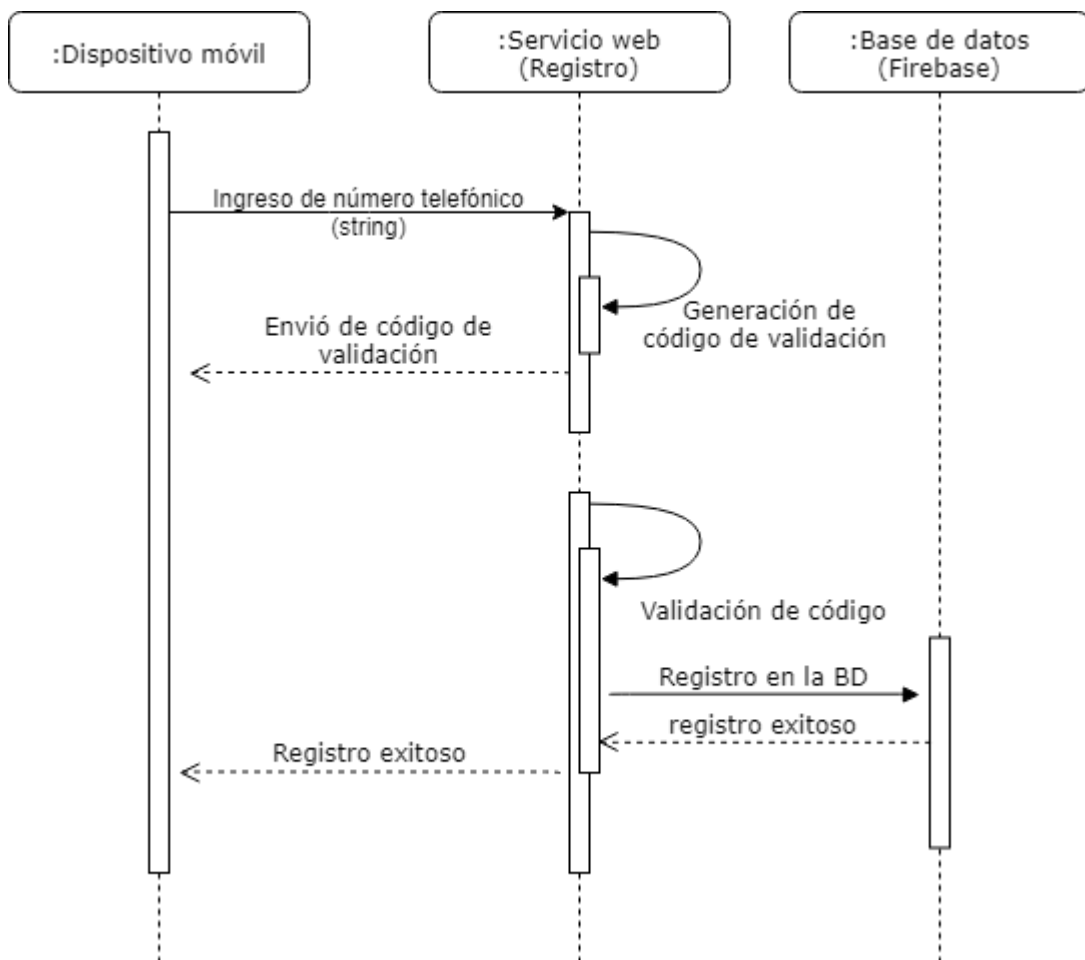 :Dispositivo móvil
:Servicio web
(Registro)
:Base de datos
(Firebase)
Ingreso de número telefónico
(string)
Generación de
código de validación
Envió de código de
validación
Validación de código
Registro en la BD
registro exitoso
Registro exitoso